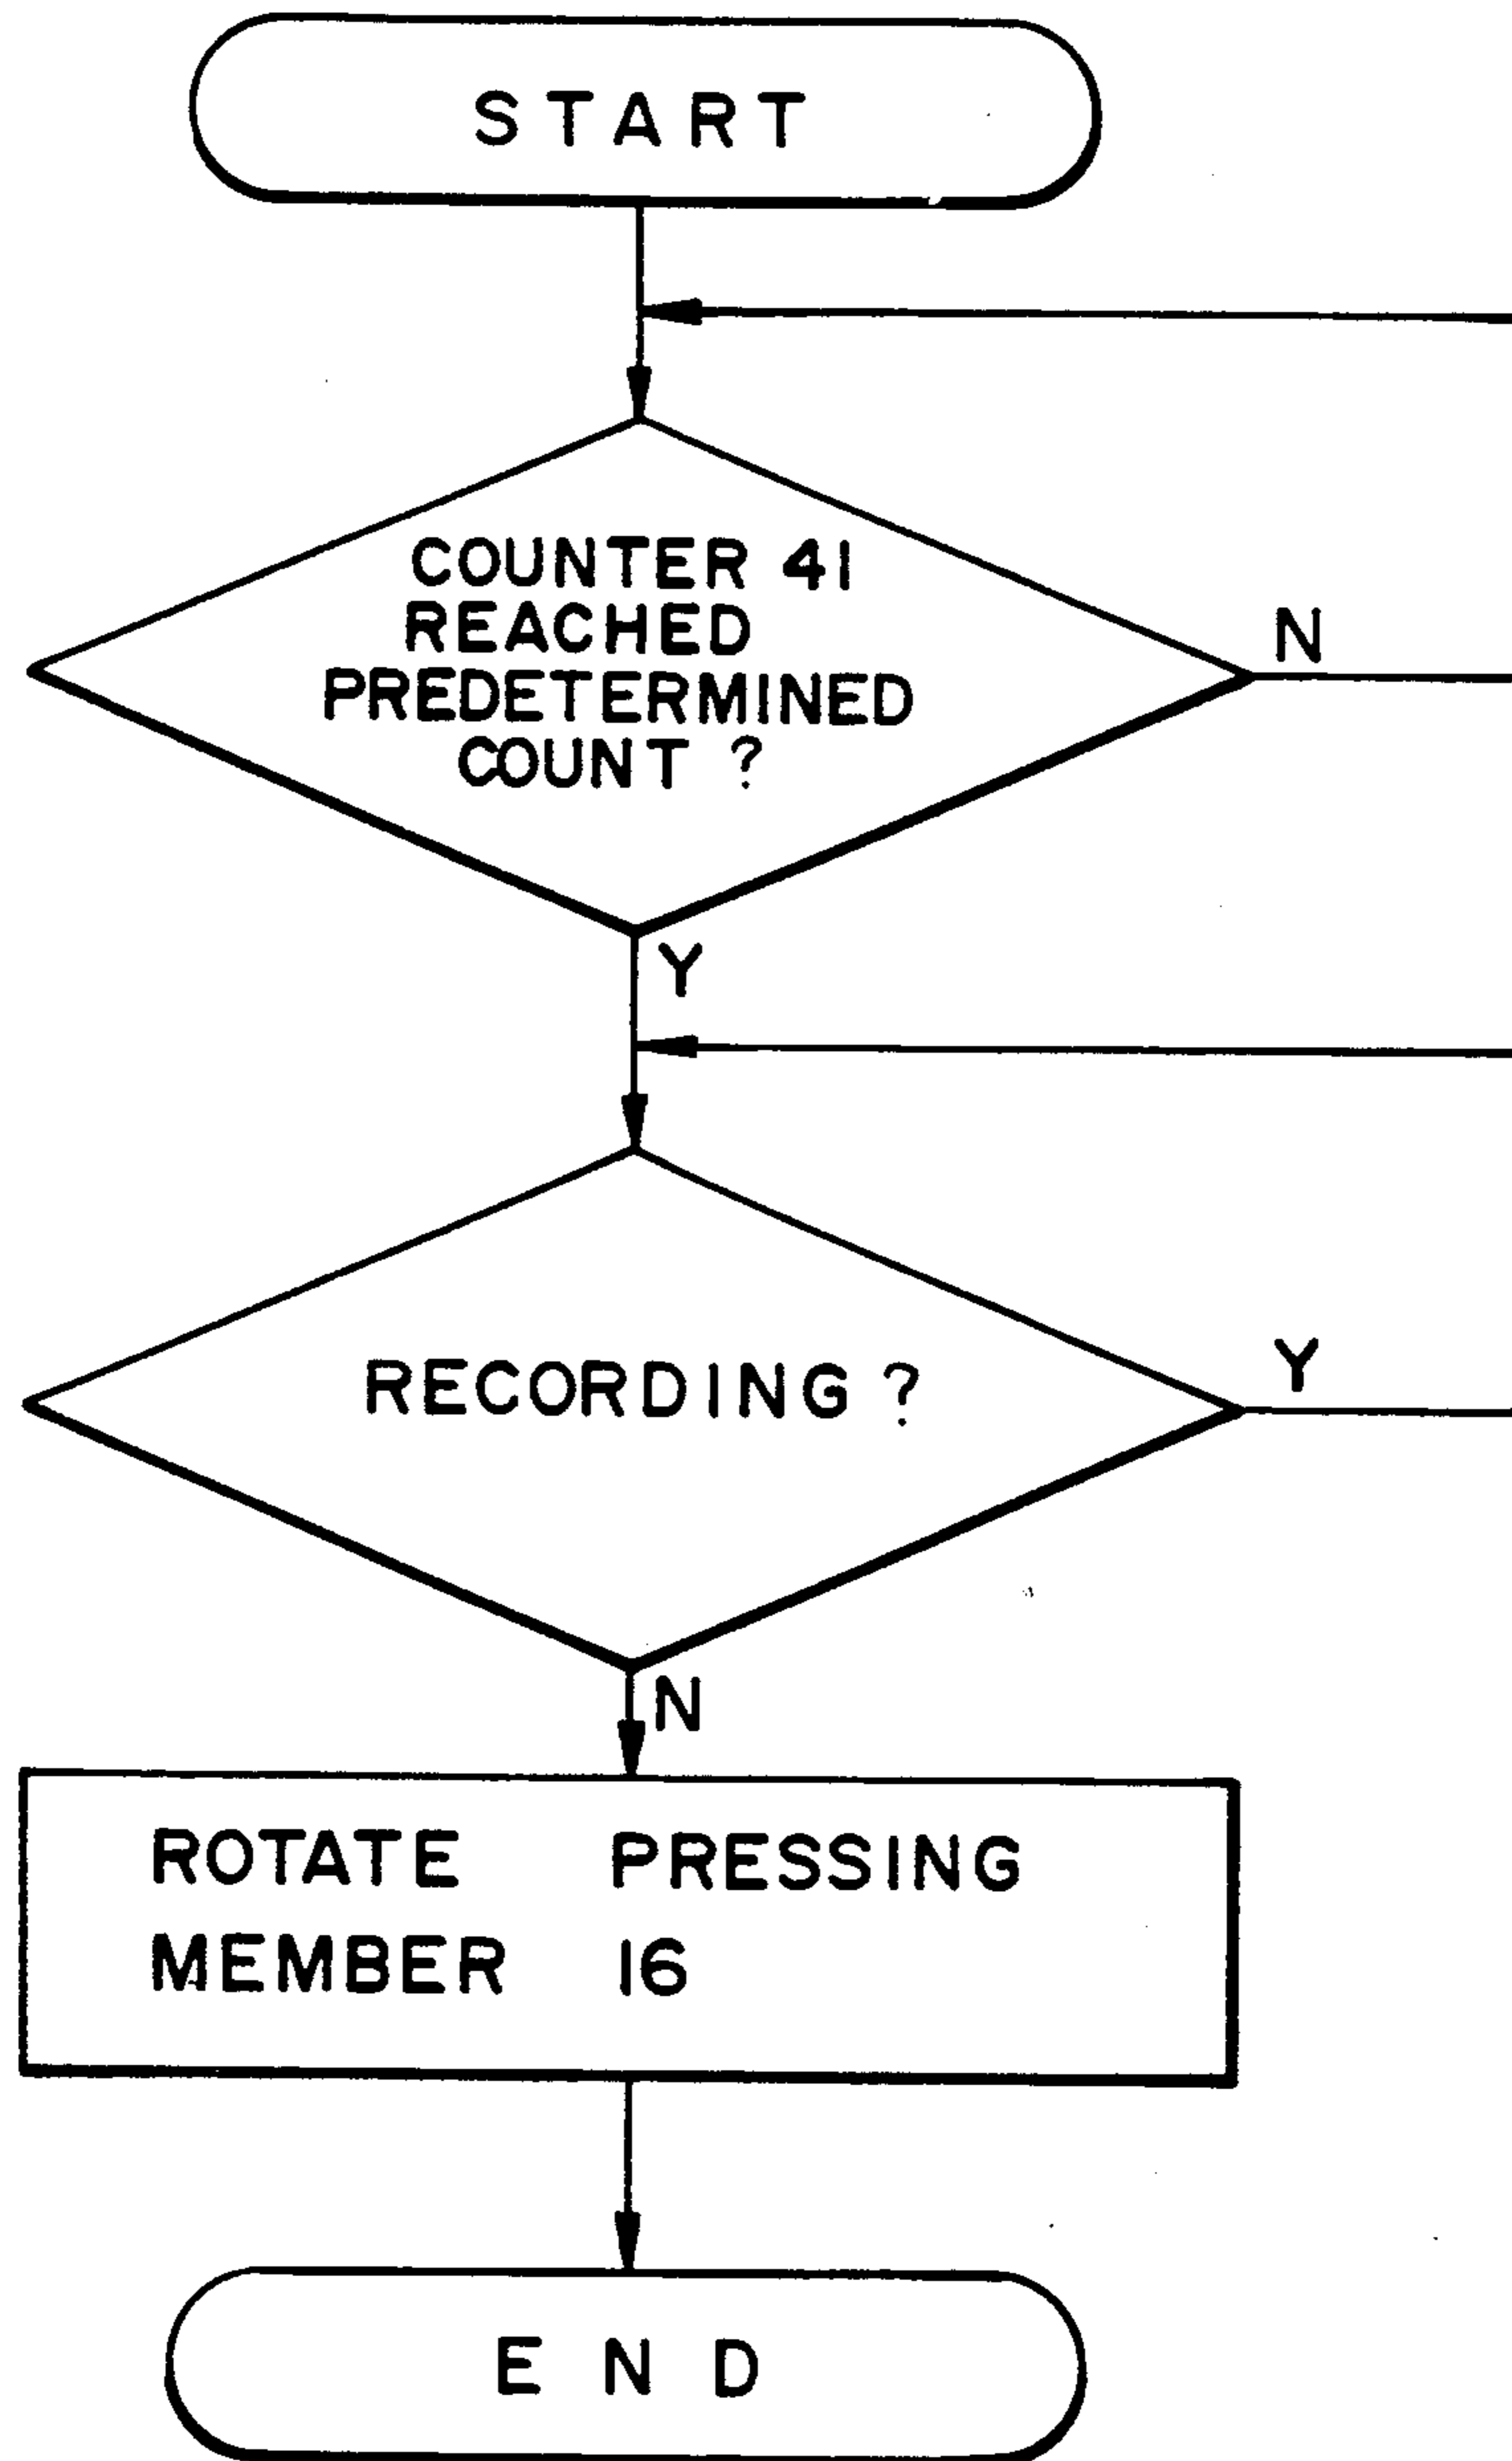 START
COUNTER 41
REACHED
PREDETERMINED
COUNT ?
N
Y
RECORDING ?
Y
N
ROTATE PRESSING
MEMBER 16
END